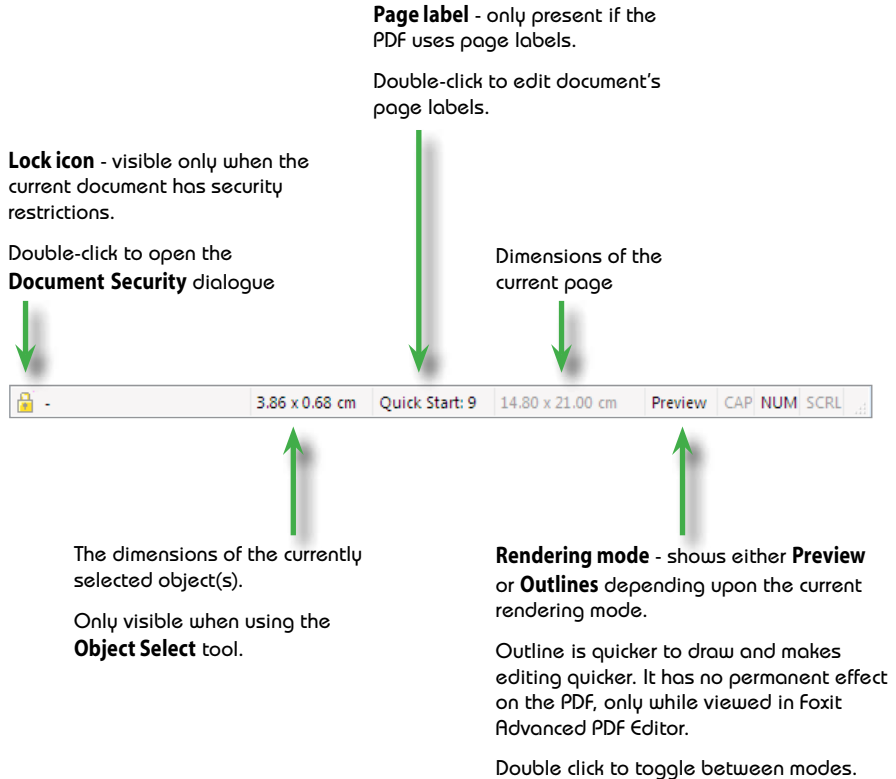 Page label - only present if the
PDF uses page labels.
Double-click to edit document's
page labels.
Lock icon - visible only when the
current document has security
restrictions.
Double-click to open the
Document Security dialogue
Dimensions of the
current page
- 3.86 x 0.68 cm Quick Start: 9 14.80 x 21.00 cm Preview CAP NUM SCRL
The dimensions of the currently
selected object(s).
Only visible when using the
Object Select tool.
Rendering mode - shows either Preview
or Outlines depending upon the current
rendering mode.
Outline is quicker to draw and makes
editing quicker. It has no permanent effect
on the PDF, only while viewed in Foxit
Advanced PDF Editor.
Double click to toggle between modes.